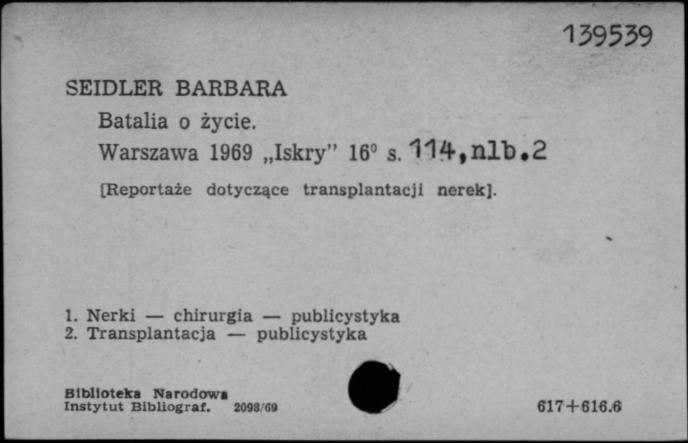 139539
SEIDLER BARBARA
Batalia o życie.
Warszawa 1969 „Iskry” 16⁰ s. 114, nlb. 2
[Reportaże dotyczące transplantacji nerek].
1. Nerki — chirurgia — publicystyka
2. Transplantacja — publicystyka
Biblioteka Narodowa
Instytut Bibliograf. 2098/69
617+616.6